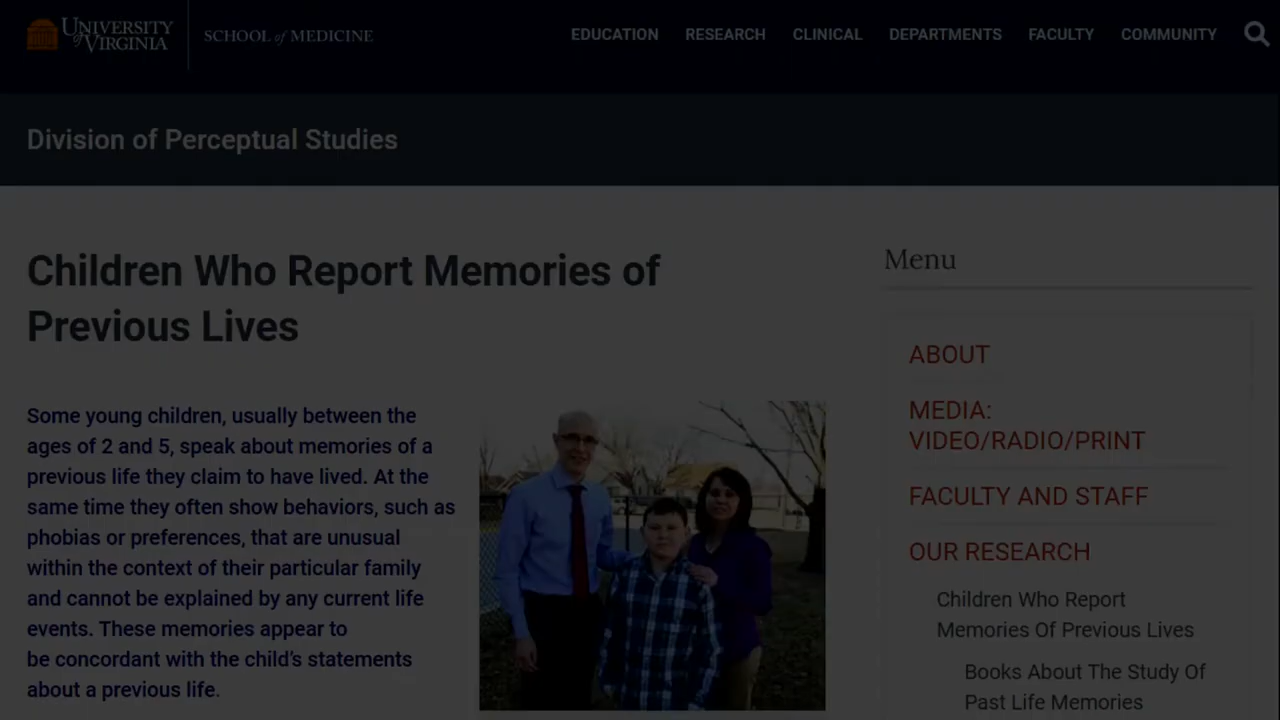 UNIVERSITY of VIRGINIA
SCHOOL of MEDICINE
EDUCATION RESEARCH CLINICAL DEPARTMENTS FACULTY COMMUNITY
Division of Perceptual Studies
Children Who Report Memories of
Previous Lives
Some young children, usually between the
ages of 2 and 5, speak about memories of a
previous life they claim to have lived. At the
same time they often show behaviors, such as
phobias or preferences, that are unusual
within the context of their particular family
and cannot be explained by any current life
events. These memories appear to
be concordant with the child’s statements
about a previous life.
Menu
ABOUT
MEDIA:
VIDEO/RADIO/PRINT
FACULTY AND STAFF
OUR RESEARCH
Children Who Report
Memories Of Previous Lives
Books About The Study Of
Past Life Memories